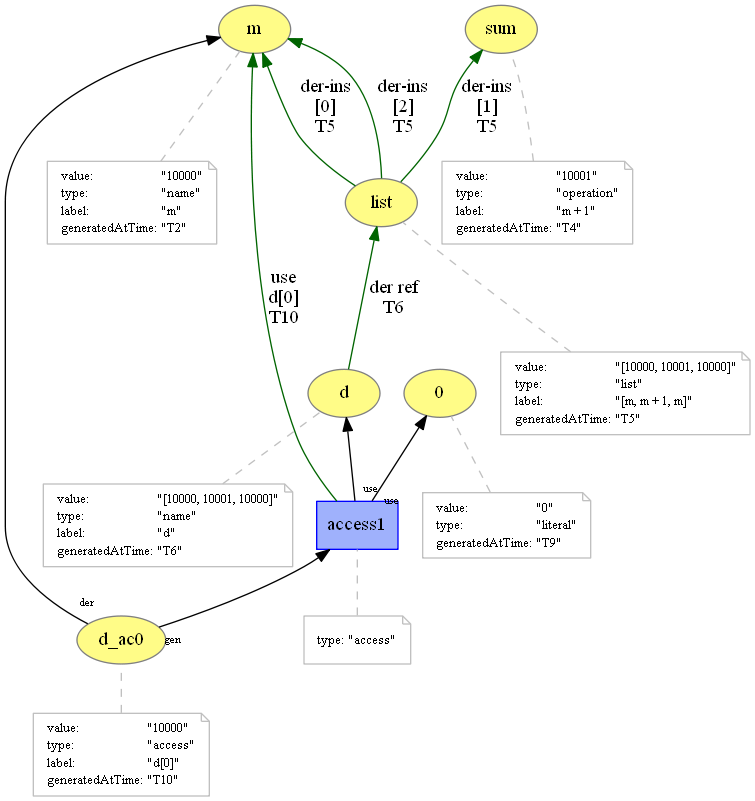 m
sum
der-ins
[0]
T5
der-ins
[2]
T5
der-ins
[1]
T5
value: "10000"
type: "name"
label: "m"
generatedAtTime: "T2"
value: "10001"
type: "operation"
label: "m + 1"
generatedAtTime: "T4"
list
use
d[0]
T10
der ref
T6
value: "[10000, 10001, 10000]"
type: "list"
label: "[m, m + 1, m]"
generatedAtTime: "T5"
d
0
use
use
value: "[10000, 10001, 10000]"
type: "name"
label: "d"
generatedAtTime: "T6"
access1
value: "0"
type: "literal"
generatedAtTime: "T9"
der
d_ac0
gen
type: "access"
value: "10000"
type: "access"
label: "d[0]"
generatedAtTime: "T10"